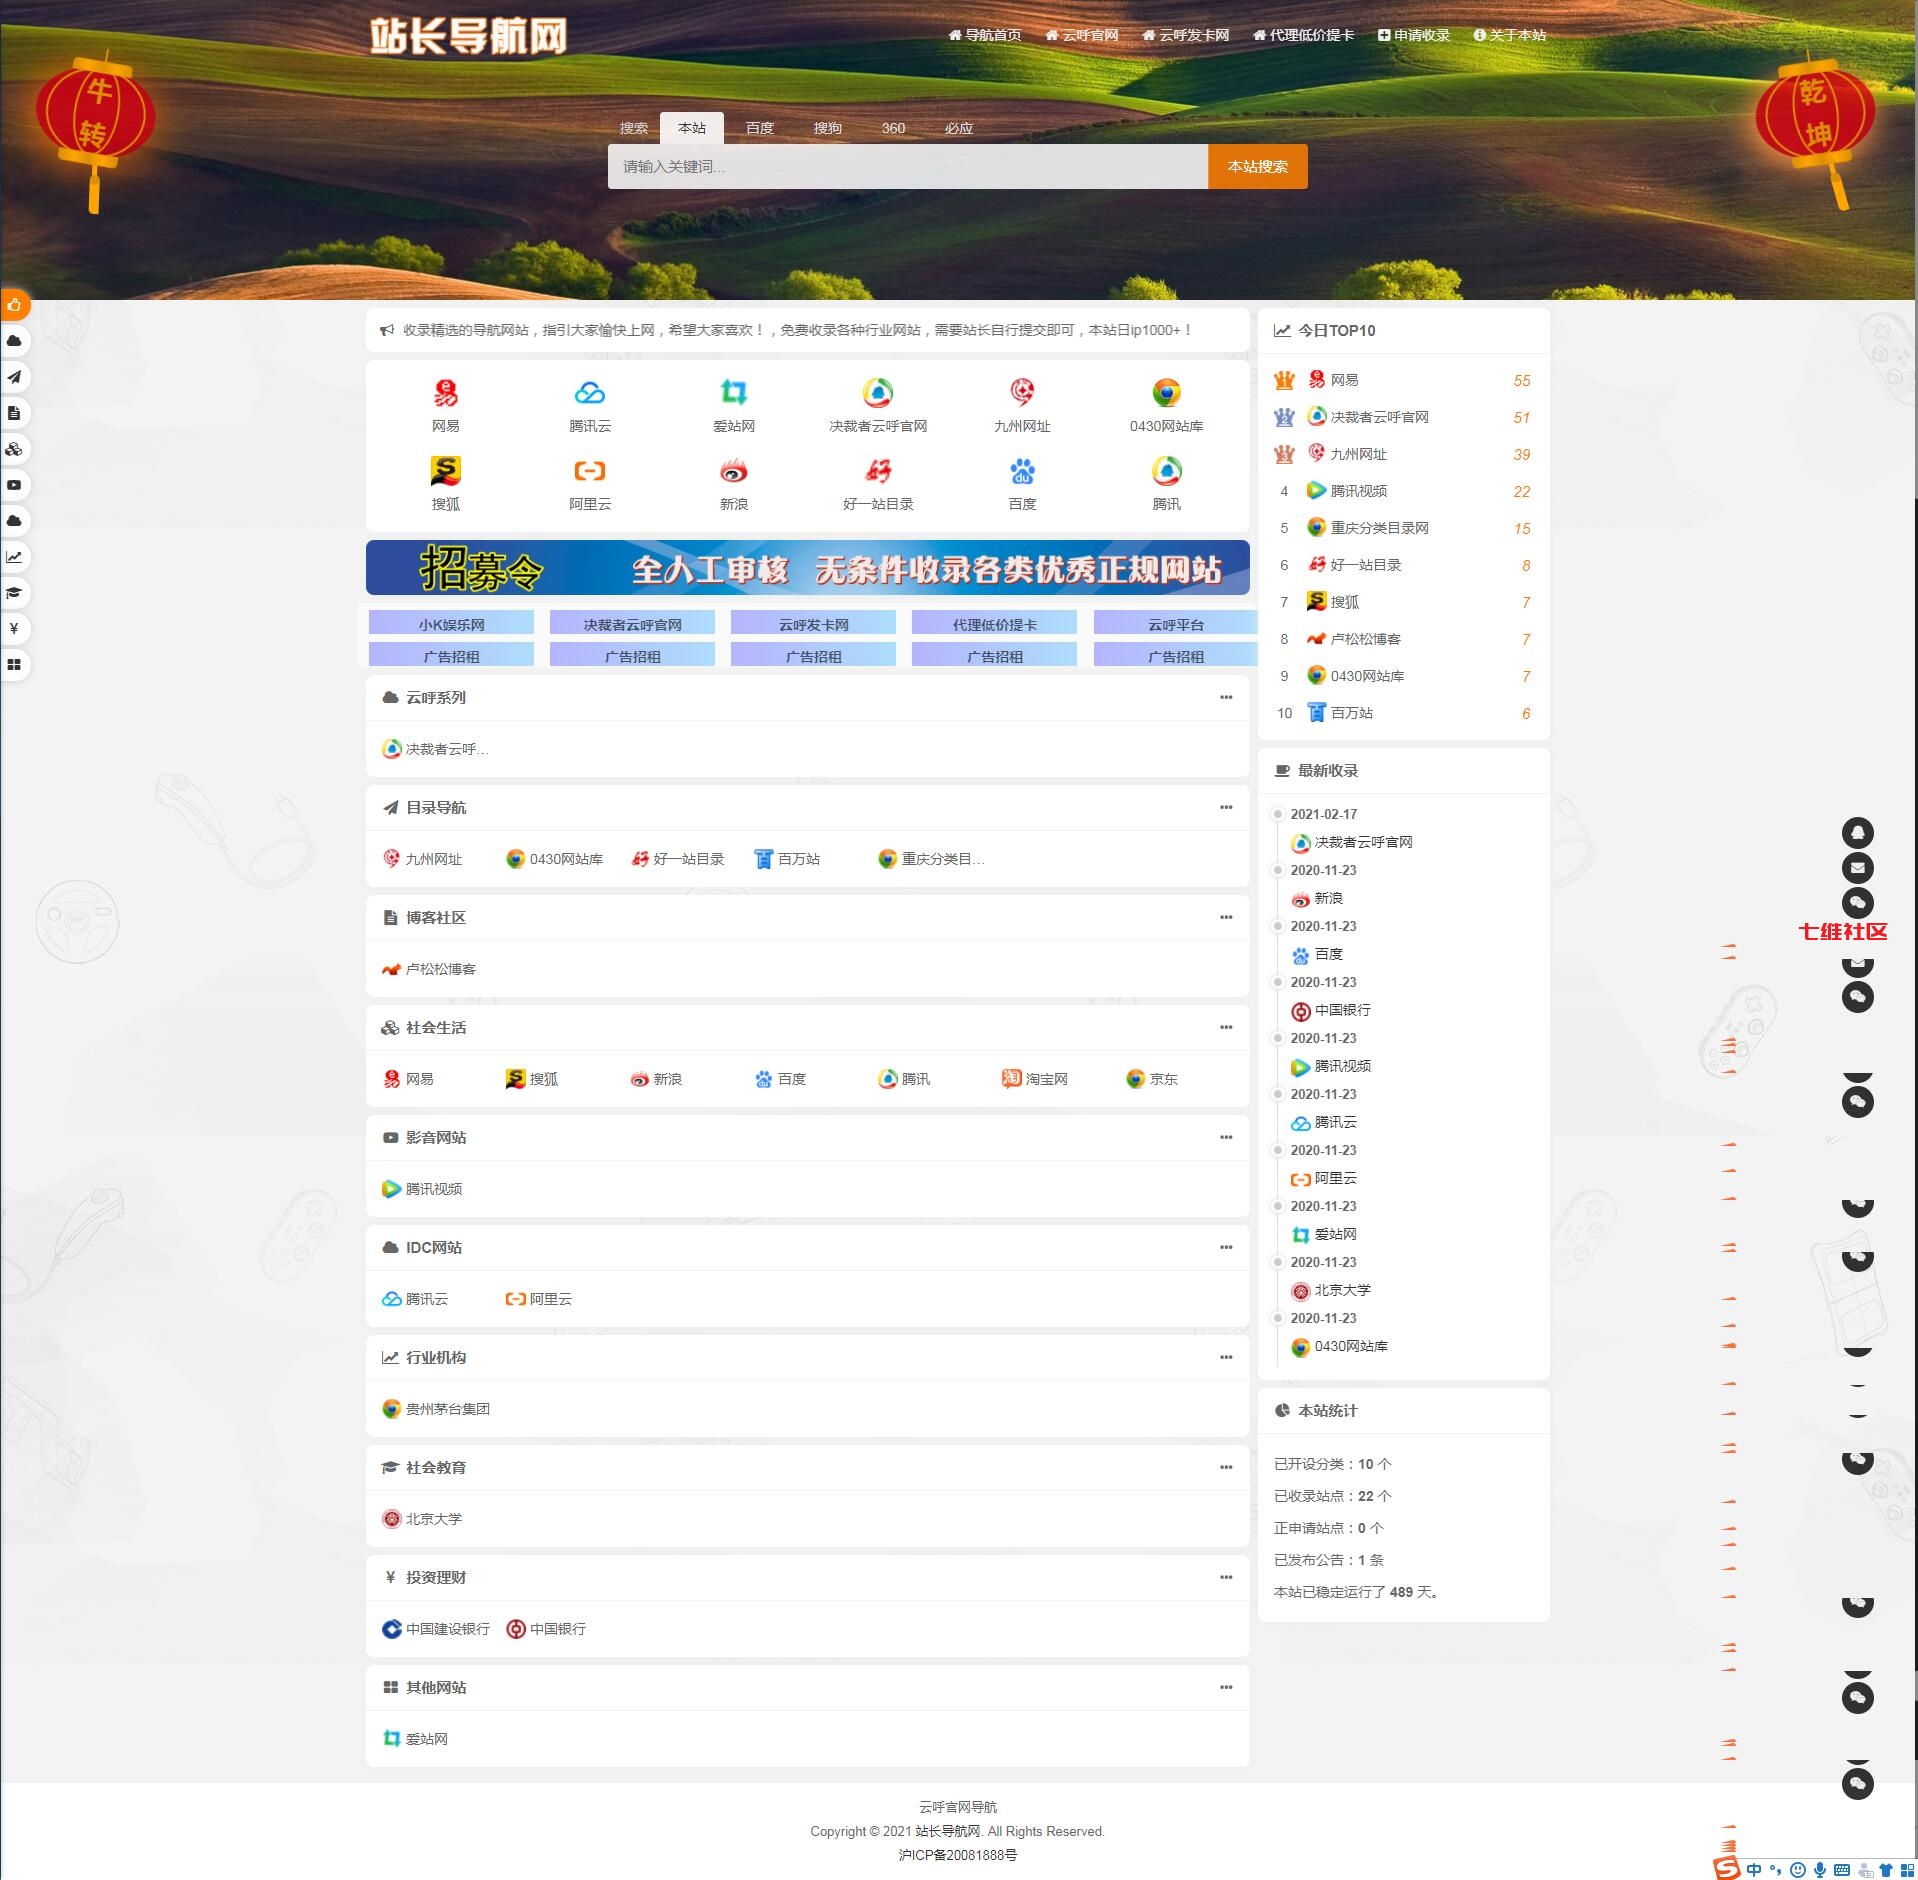 站长导航网
导航首页 云呼官网 云呼发卡网 代理低价提卡 申请收录 关于本站
牛转
乾坤
搜索 本站 百度 搜狗 360 必应
请输入关键词... 本站搜索
收录精选的导航网站，指引大家愉快上网，希望大家喜欢！，免费收录各种行业网站，需要站长自行提交即可，本站日ip1000+！
网易 腾讯云 爱站网 决裁者云呼官网 九州网址 0430网站库
搜狐 阿里云 新浪 好一站目录 百度 腾讯
招募令 全人工审核 无条件收录各类优秀正规网站
小K娱乐网 决裁者云呼官网 云呼发卡网 代理低价提卡 云呼平台
广告招租 广告招租 广告招租 广告招租 广告招租
云呼系列
决裁者云呼...
目录导航
九州网址 0430网站库 好一站目录 百万站 重庆分类目...
博客社区
卢松松博客
社会生活
网易 搜狐 新浪 百度 腾讯 淘宝网 京东
影音网站
腾讯视频
IDC网站
腾讯云 阿里云
行业机构
贵州茅台集团
社会教育
北京大学
¥ 投资理财
中国建设银行 中国银行
其他网站
爱站网
今日TOP10
1 网易 55
2 决裁者云呼官网 51
3 九州网址 39
4 腾讯视频 22
5 重庆分类目录网 15
6 好一站目录 8
7 搜狐 7
8 卢松松博客 7
9 0430网站库 7
10 百万站 6
最新收录
2021-02-17
决裁者云呼官网
2020-11-23
新浪
2020-11-23
百度
2020-11-23
中国银行
2020-11-23
腾讯视频
2020-11-23
腾讯云
2020-11-23
阿里云
2020-11-23
爱站网
2020-11-23
北京大学
2020-11-23
0430网站库
本站统计
已开设分类：10 个
已收录站点：22 个
正申请站点：0 个
已发布公告：1 条
本站已稳定运行了 489 天。
七维社区
云呼官网导航
Copyright © 2021 站长导航网. All Rights Reserved.
沪ICP备20081888号
中